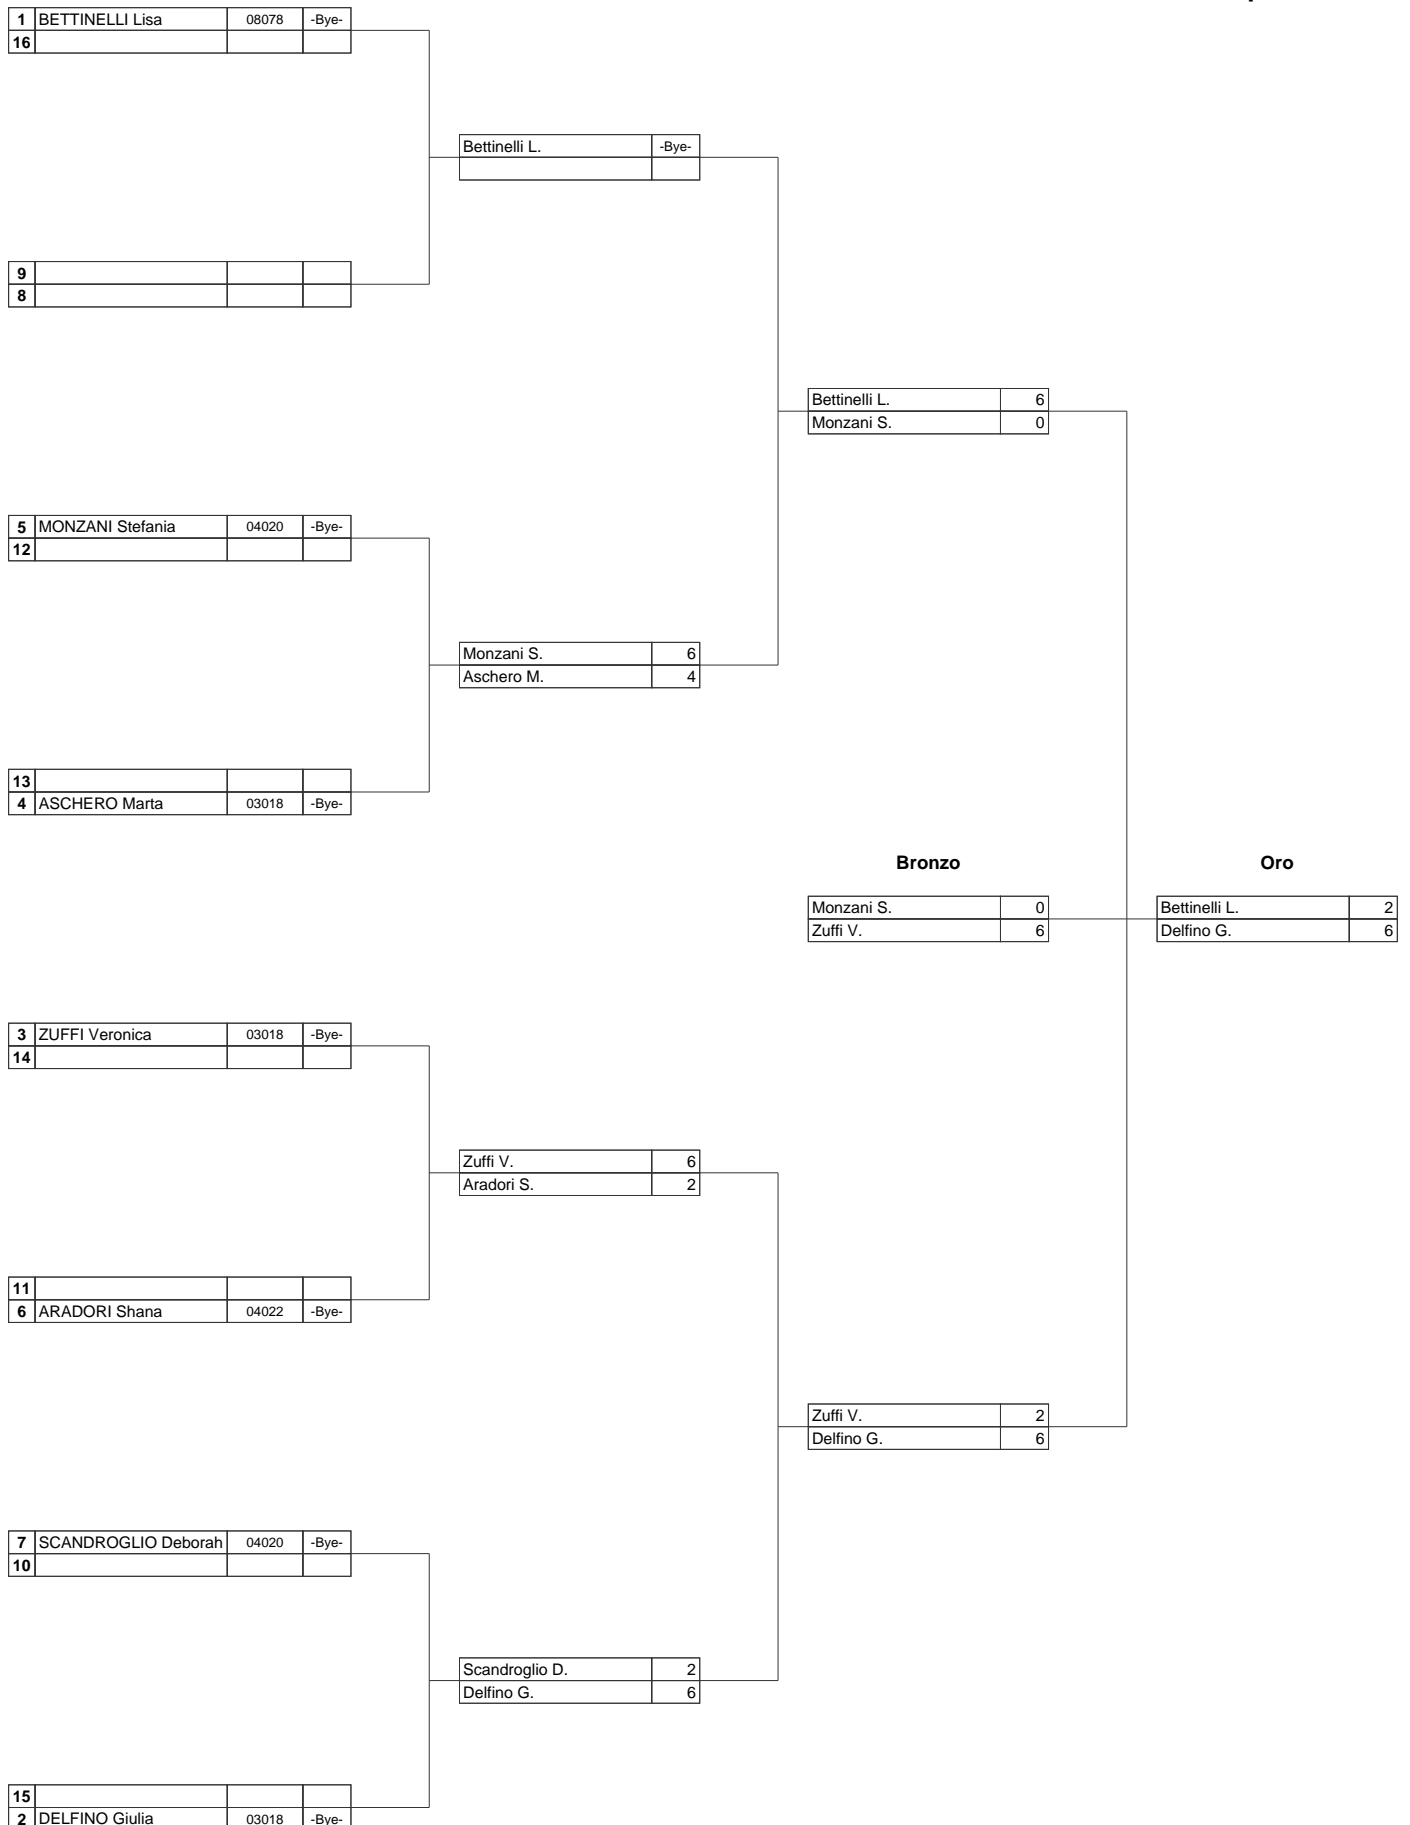 1 BETTINELLI Lisa 08078 -Bye-
16
Bettinelli L. -Bye-
9
8
Bettinelli L. 6
Monzani S. 0
5 MONZANI Stefania 04020 -Bye-
12
Monzani S. 6
Aschero M. 4
13
4 ASCHERO Marta 03018 -Bye-
Bronzo Oro
Monzani S. 0 Bettinelli L. 2
Zuffi V. 6 Delfino G. 6
3 ZUFFI Veronica 03018 -Bye-
14
Zuffi V. 6
Aradori S. 2
11
6 ARADORI Shana 04022 -Bye-
Zuffi V. 2
Delfino G. 6
7 SCANDROGLIO Deborah 04020 -Bye-
10
Scandroglio D. 2
Delfino G. 6
15
2 DELFINO Giulia 03018 -Bye-